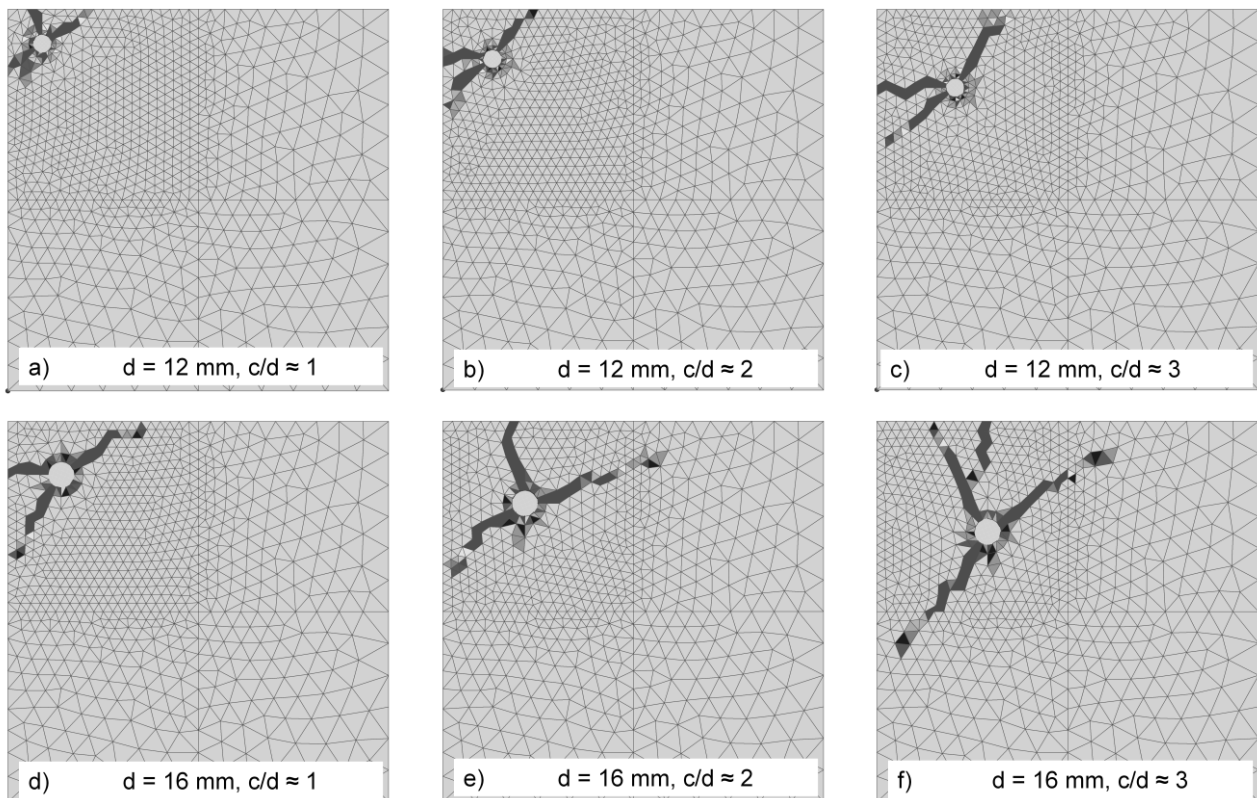 a) d = 12 mm, c/d ≈ 1
b) d = 12 mm, c/d ≈ 2
c) d = 12 mm, c/d ≈ 3
d) d = 16 mm, c/d ≈ 1
e) d = 16 mm, c/d ≈ 2
f) d = 16 mm, c/d ≈ 3